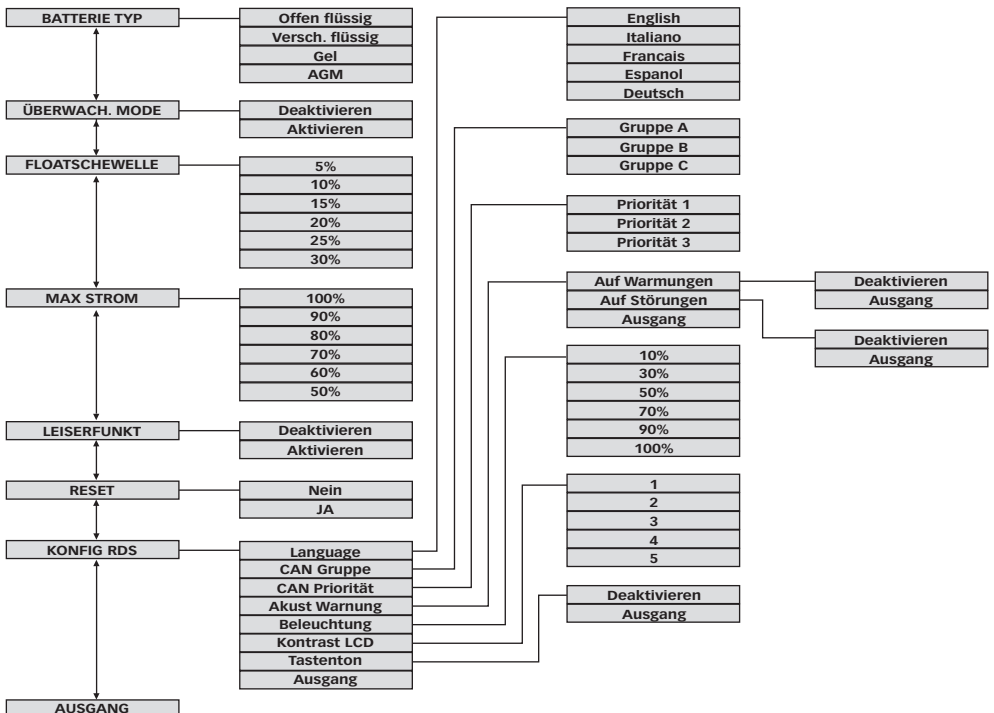 BATTERIE TYP
Offen flüssig
Versch. flüssig
Gel
AGM
ÜBERWACH. MODE
Deaktivieren
Aktivieren
FLOATSCHEWELLE
5%
10%
15%
20%
25%
30%
MAX STROM
100%
90%
80%
70%
60%
50%
LEISERFUNKT
Deaktivieren
Aktivieren
RESET
Nein
JA
KONFIG RDS
Language
CAN Gruppe
CAN Priorität
Akust Warnung
Beleuchtung
Kontrast LCD
Tastenton
Ausgang
AUSGANG
English
Italiano
Francais
Espanol
Deutsch
Gruppe A
Gruppe B
Gruppe C
Priorität 1
Priorität 2
Priorität 3
Auf Warmungen
Auf Störungen
Ausgang
Deaktivieren
Ausgang
Deaktivieren
Ausgang
10%
30%
50%
70%
90%
100%
1
2
3
4
5
Deaktivieren
Ausgang